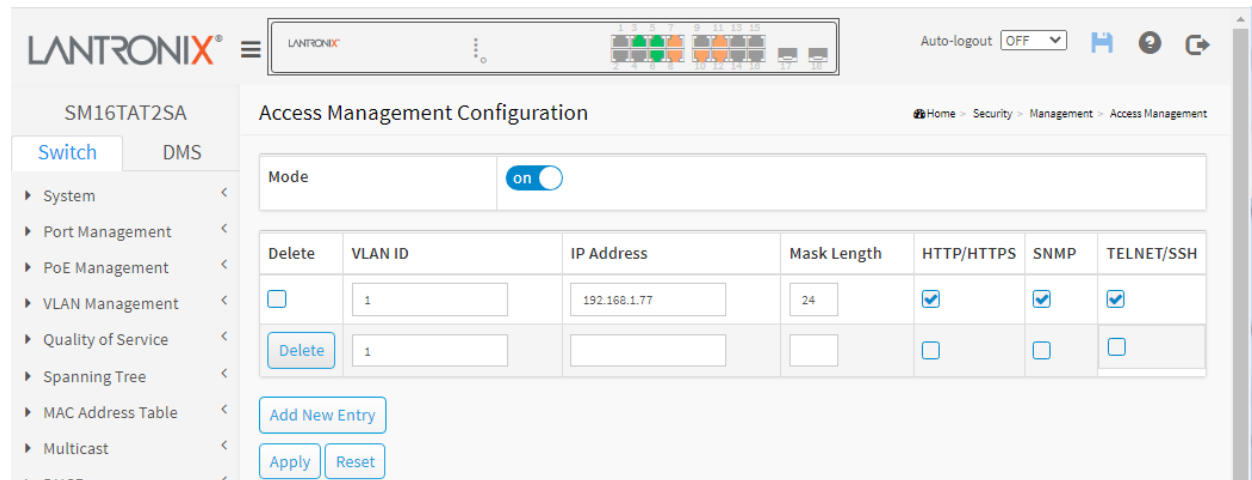 LANTRONIX®
LANTRONIX
1 3 5 7 9 11 13 15
2 4 6 8 10 12 14 16 17 18
Auto-logout OFF
SM16TAT2SA
Access Management Configuration
Home > Security > Management > Access Management
Switch DMS
Mode on
System
Port Management
PoE Management
VLAN Management
Quality of Service
Spanning Tree
MAC Address Table
Multicast
Delete VLAN ID IP Address Mask Length HTTP/HTTPS SNMP TELNET/SSH
1 192.168.1.77 24
Delete 1
Add New Entry
Apply Reset